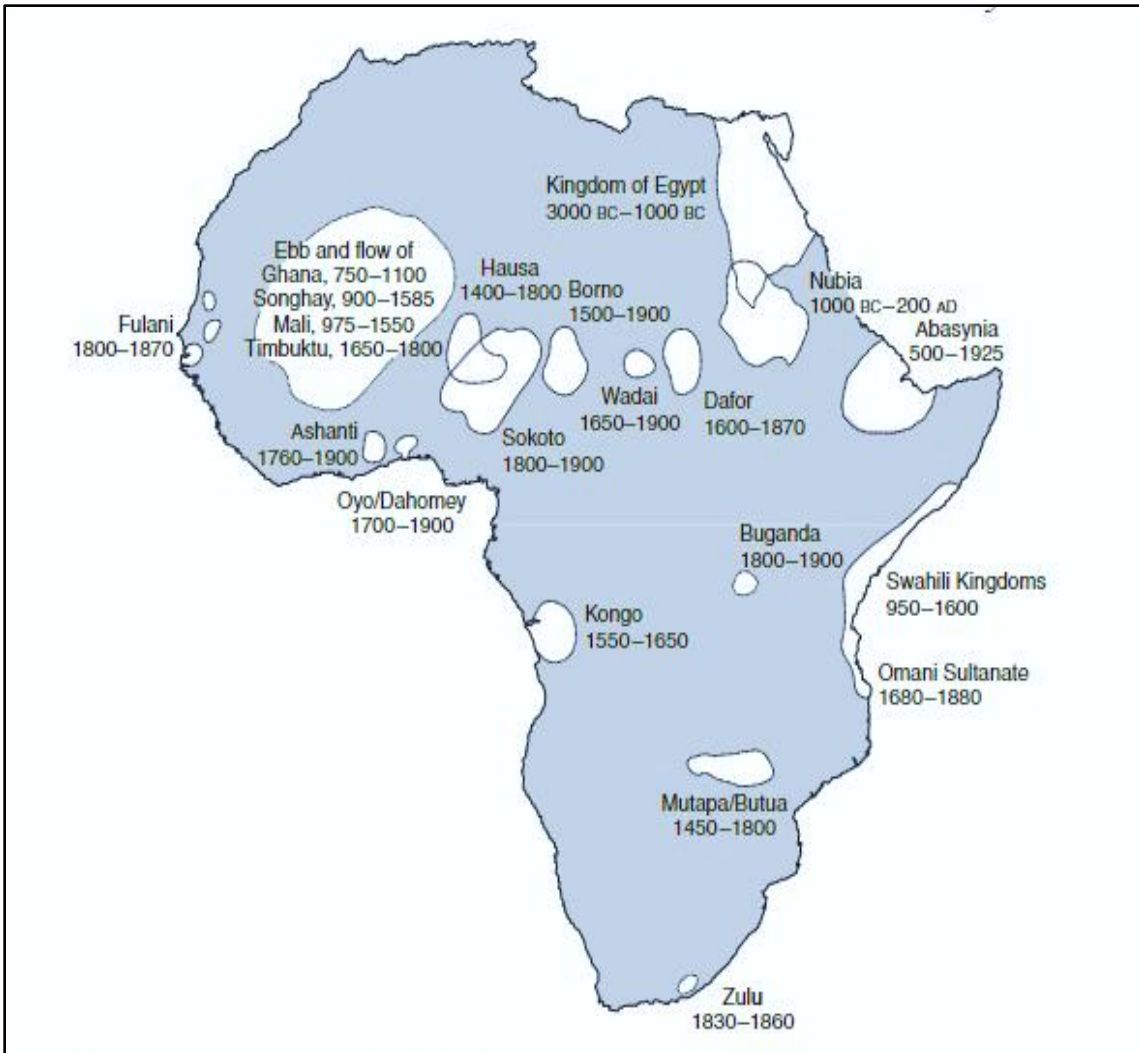 Kingdom of Egypt
3000 BC–1000 BC
Ebb and flow of
Ghana, 750–1100
Songhay, 900–1585
Mali, 975–1550
Timbuktu, 1650–1800
Hausa
1400–1800
Borno
1500–1900
Nubia
1000 BC–200 AD
Abasynia
500–1925
Fulani
1800–1870
Wadai
1650–1900
Dafor
1600–1870
Ashanti
1760–1900
Sokoto
1800–1900
Oyo/Dahomey
1700–1900
Buganda
1800–1900
Swahili Kingdoms
950–1600
Kongo
1550–1650
Omani Sultanate
1680–1880
Mutapa/Butua
1450–1800
Zulu
1830–1860